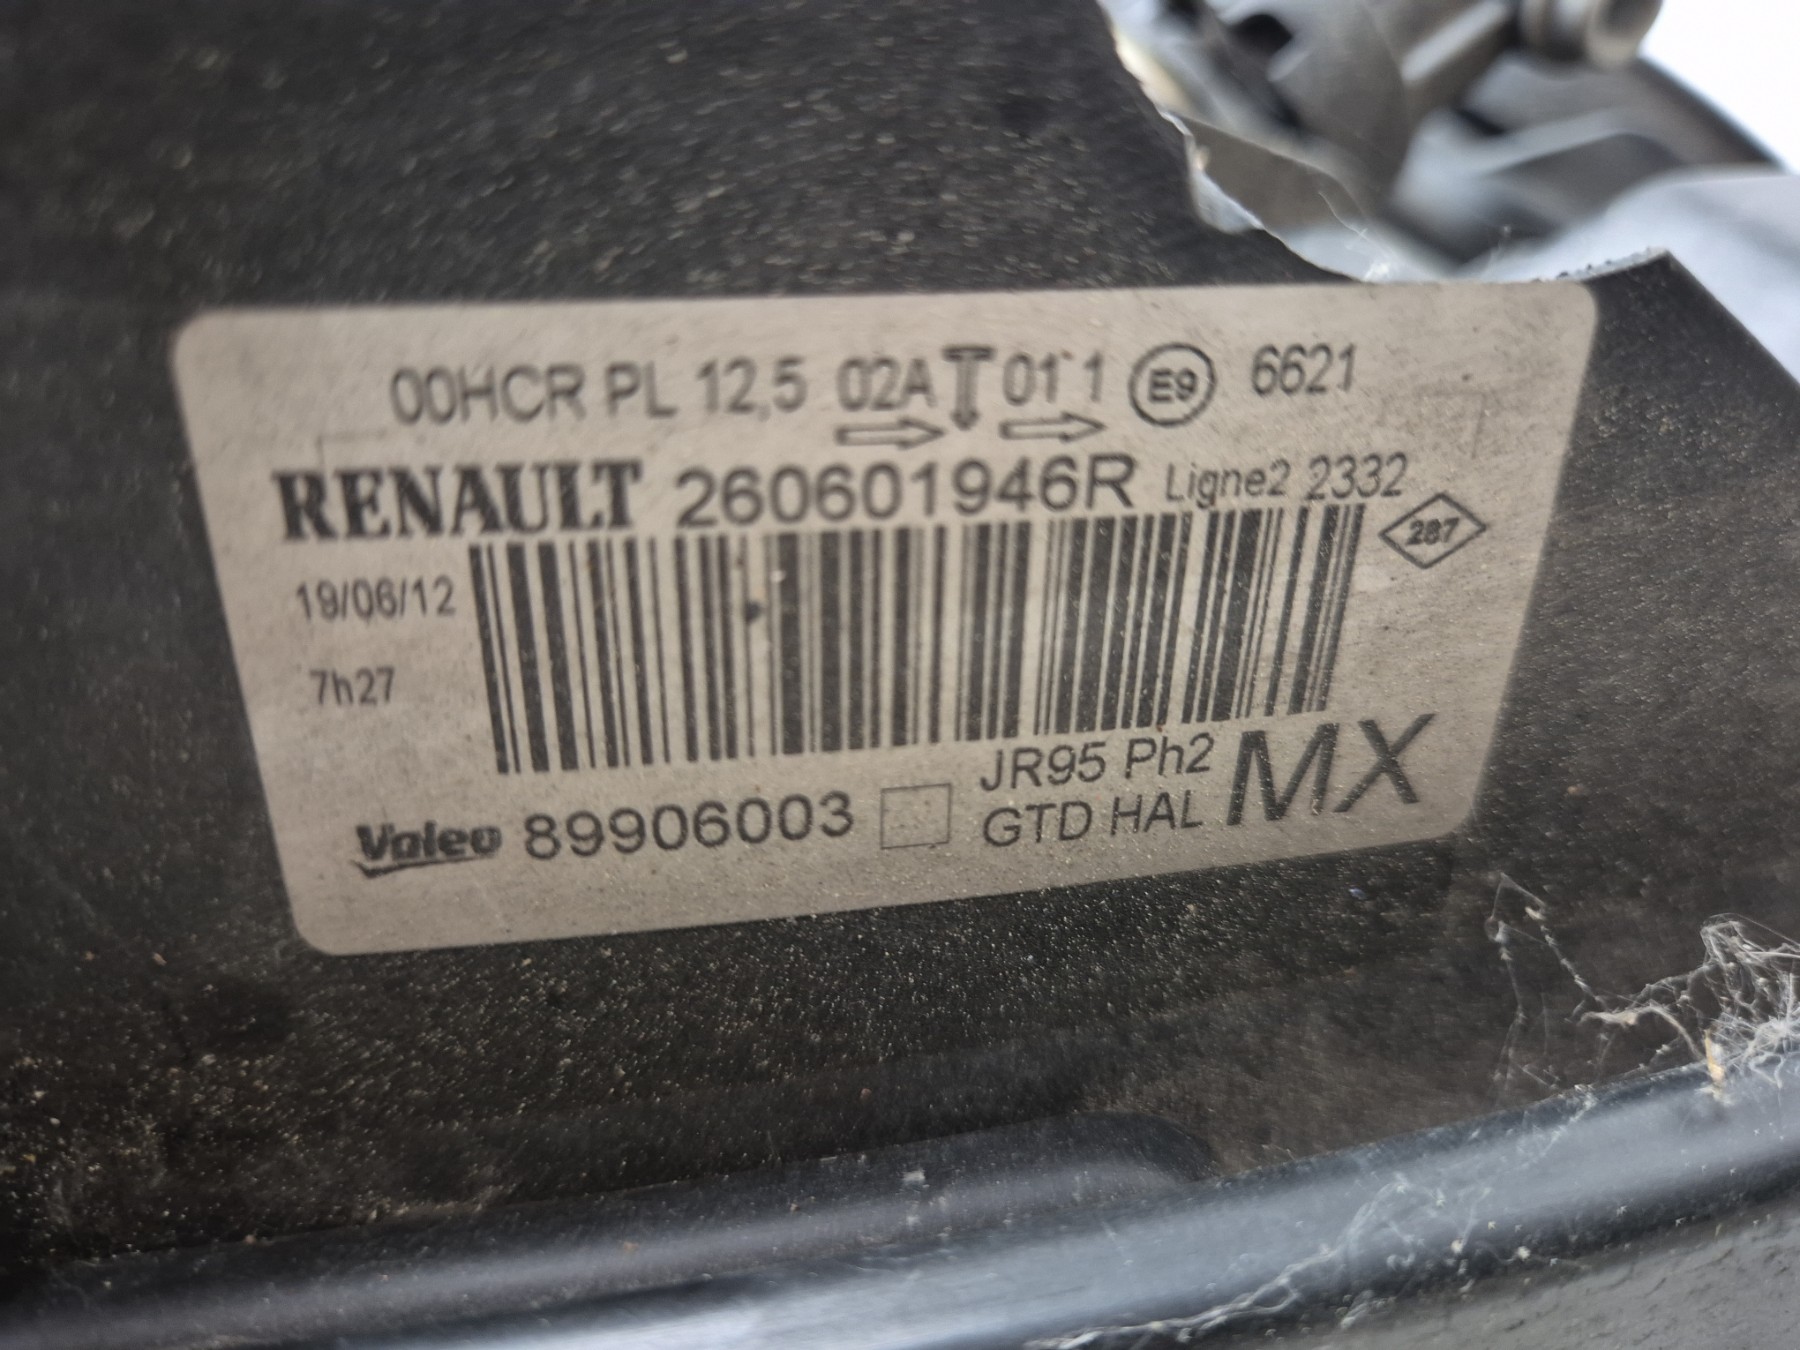 00HCR PL 12,5 02A 01 1 E9 6621
RENAULT 260601946R Ligne2 2332
287
19/06/12
7h27
JR95 Ph2 MX
Valeo 89906003 GTD HAL